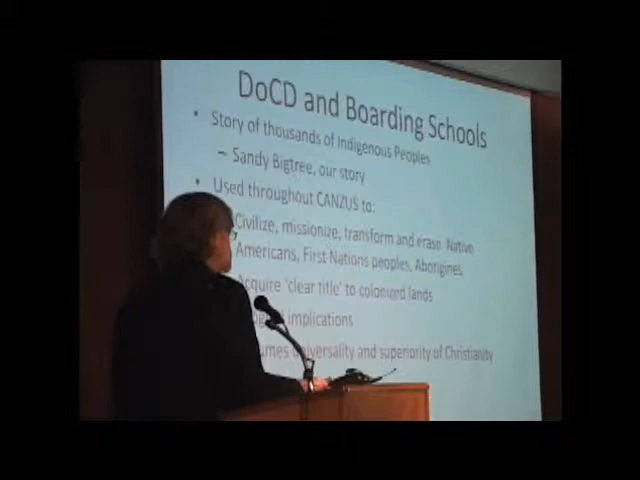 DoCD and Boarding Schools
• Story of thousands of Indigenous Peoples
– Sandy BigTree, our story
• Used throughout CANZUS to:
Civilize, missionize, transform and erase Native
Americans, First Nations peoples, Aborigines
Acquire 'clear title' to colonized lands
implications
universality and superiority of Christianity